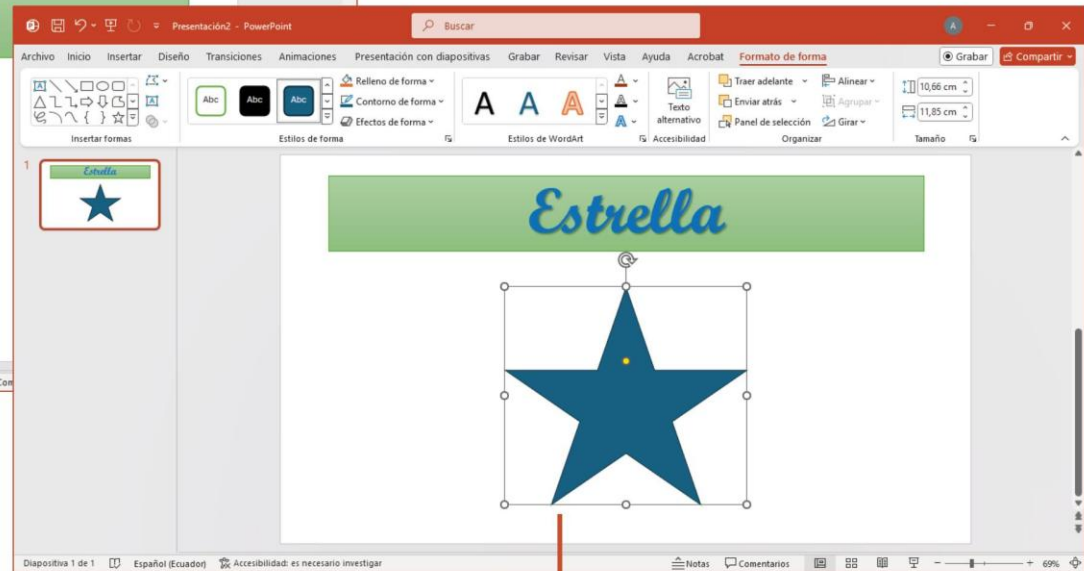 Presentación2 - PowerPoint
Buscar
A
Archivo Inicio Insertar Diseño Transiciones Animaciones Presentación con diapositivas Grabar Revisar Vista Ayuda Acrobat Formato de forma
Grabar
Compartir
Abc Abc Abc
Relleno de forma
Contorno de forma
Efectos de forma
A A A
Texto alternativo
Traer adelante
Enviar atrás
Panel de selección
Alinear
Agrupar
Girar
10,66 cm
11,85 cm
Insertar formas Estilos de forma Estilos de WordArt Accesibilidad Organizar Tamaño
1
Estrella
Estrella
Com
Diapositiva 1 de 1 Español (Ecuador) Accesibilidad: es necesario investigar Notas Comentarios 69%